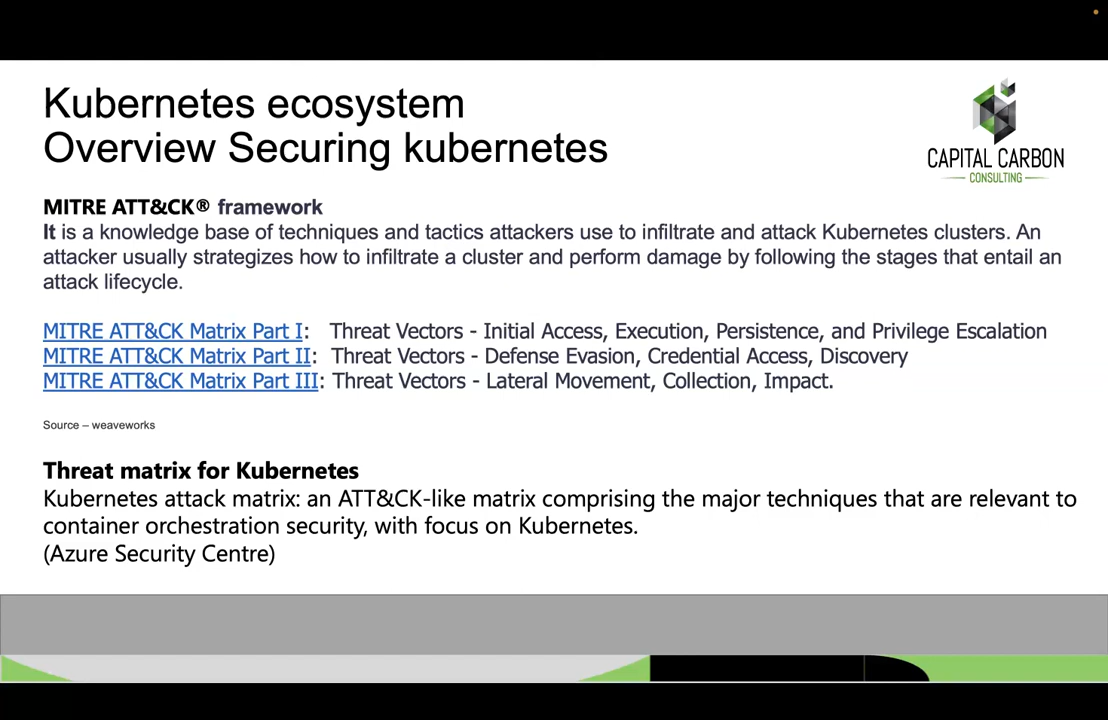 Kubernetes ecosystem
Overview Securing kubernetes
CAPITAL CARBON
CONSULTING
MITRE ATT&CK® framework
It is a knowledge base of techniques and tactics attackers use to infiltrate and attack Kubernetes clusters. An
attacker usually strategizes how to infiltrate a cluster and perform damage by following the stages that entail an
attack lifecycle.
MITRE ATT&CK Matrix Part I: Threat Vectors - Initial Access, Execution, Persistence, and Privilege Escalation
MITRE ATT&CK Matrix Part II: Threat Vectors - Defense Evasion, Credential Access, Discovery
MITRE ATT&CK Matrix Part III: Threat Vectors - Lateral Movement, Collection, Impact.
Source – weaveworks
Threat matrix for Kubernetes
Kubernetes attack matrix: an ATT&CK-like matrix comprising the major techniques that are relevant to
container orchestration security, with focus on Kubernetes.
(Azure Security Centre)